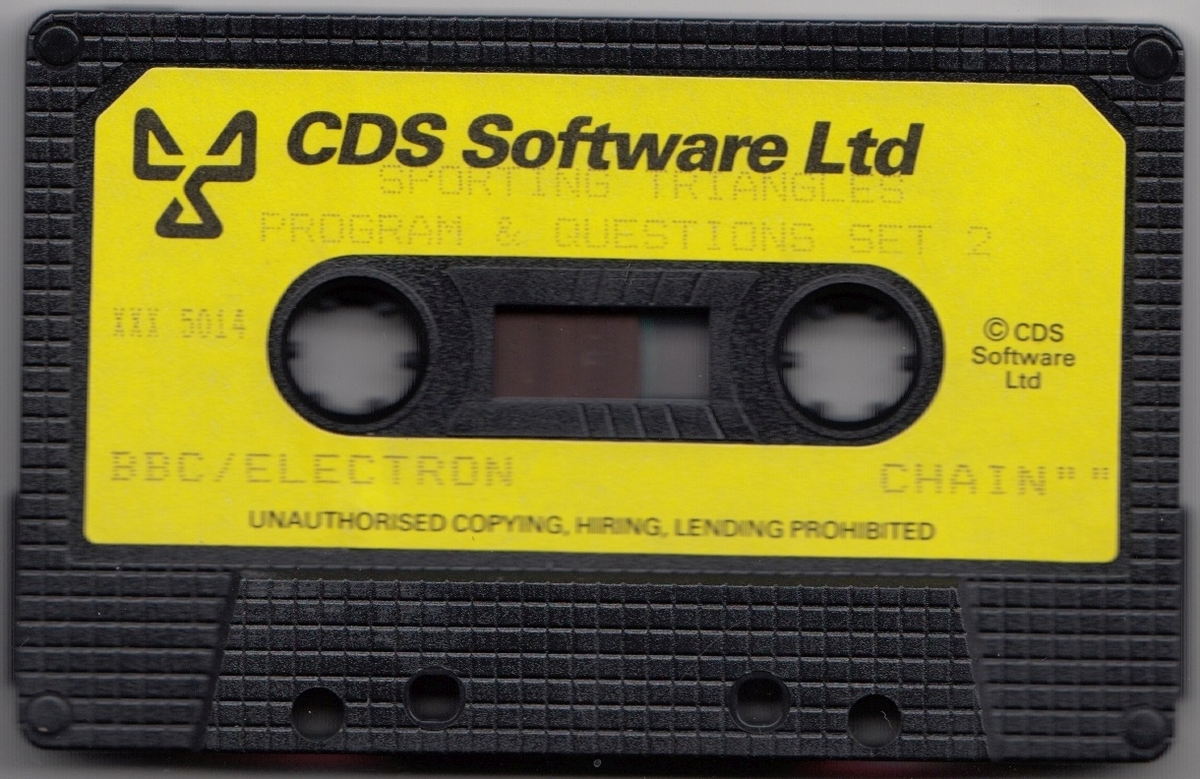 CDS Software Ltd
SPORTING TRIANGLES
PROGRAM & QUESTIONS SET 2
XXX 5014
© CDS
Software
Ltd
BBC/ELECTRON
CHAIN""
UNAUTHORISED COPYING, HIRING, LENDING PROHIBITED